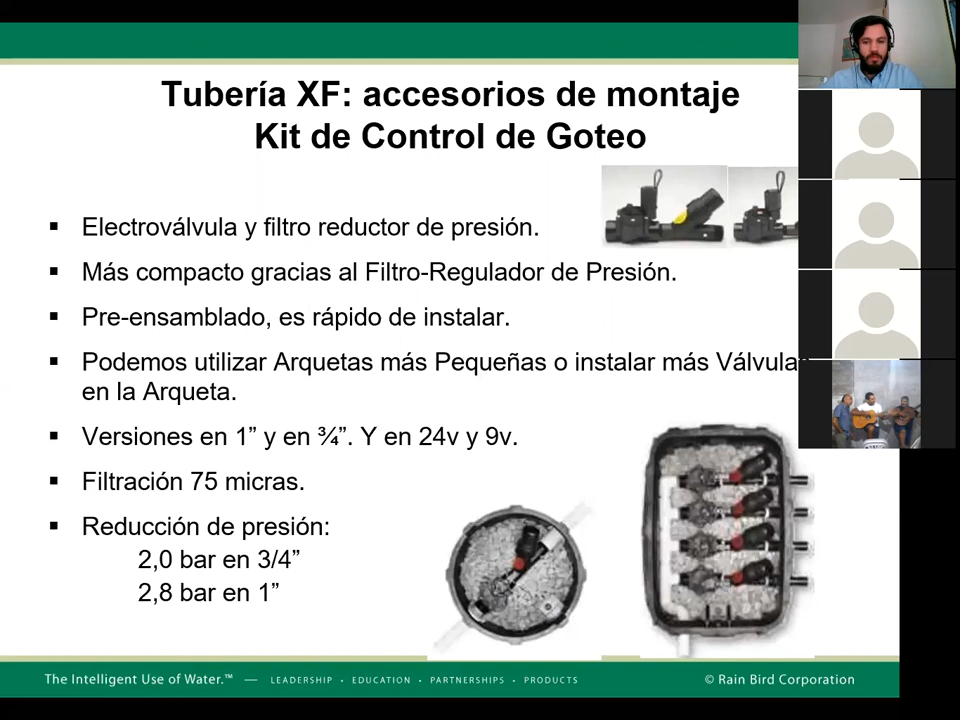 Tubería XF: accesorios de montaje
Kit de Control de Goteo
▪ Electroválvula y filtro reductor de presión.
▪ Más compacto gracias al Filtro-Regulador de Presión.
▪ Pre-ensamblado, es rápido de instalar.
▪ Podemos utilizar Arquetas más Pequeñas o instalar más Válvulas
en la Arqueta.
▪ Versiones en 1” y en ¾”. Y en 24v y 9v.
▪ Filtración 75 micras.
▪ Reducción de presión:
2,0 bar en 3/4”
2,8 bar en 1”
The Intelligent Use of Water.™ — LEADERSHIP • EDUCATION • PARTNERSHIPS • PRODUCTS
© Rain Bird Corporation